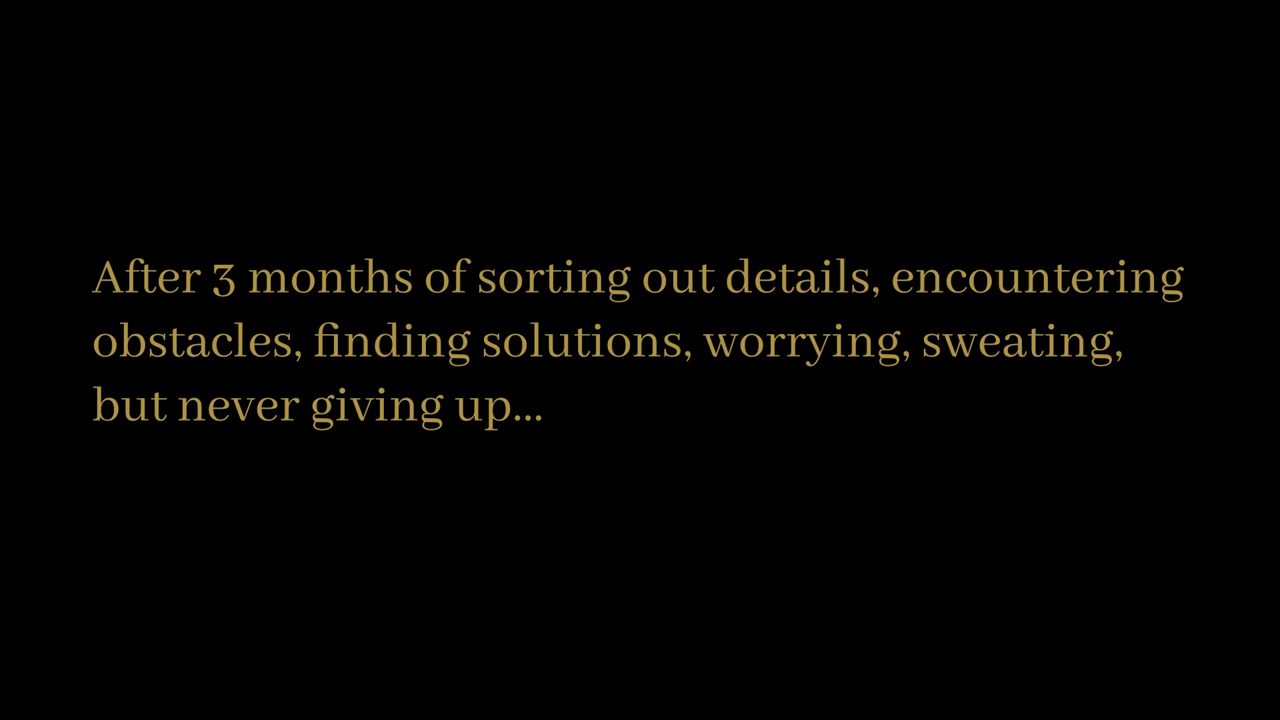 After 3 months of sorting out details, encountering
obstacles, finding solutions, worrying, sweating,
but never giving up...